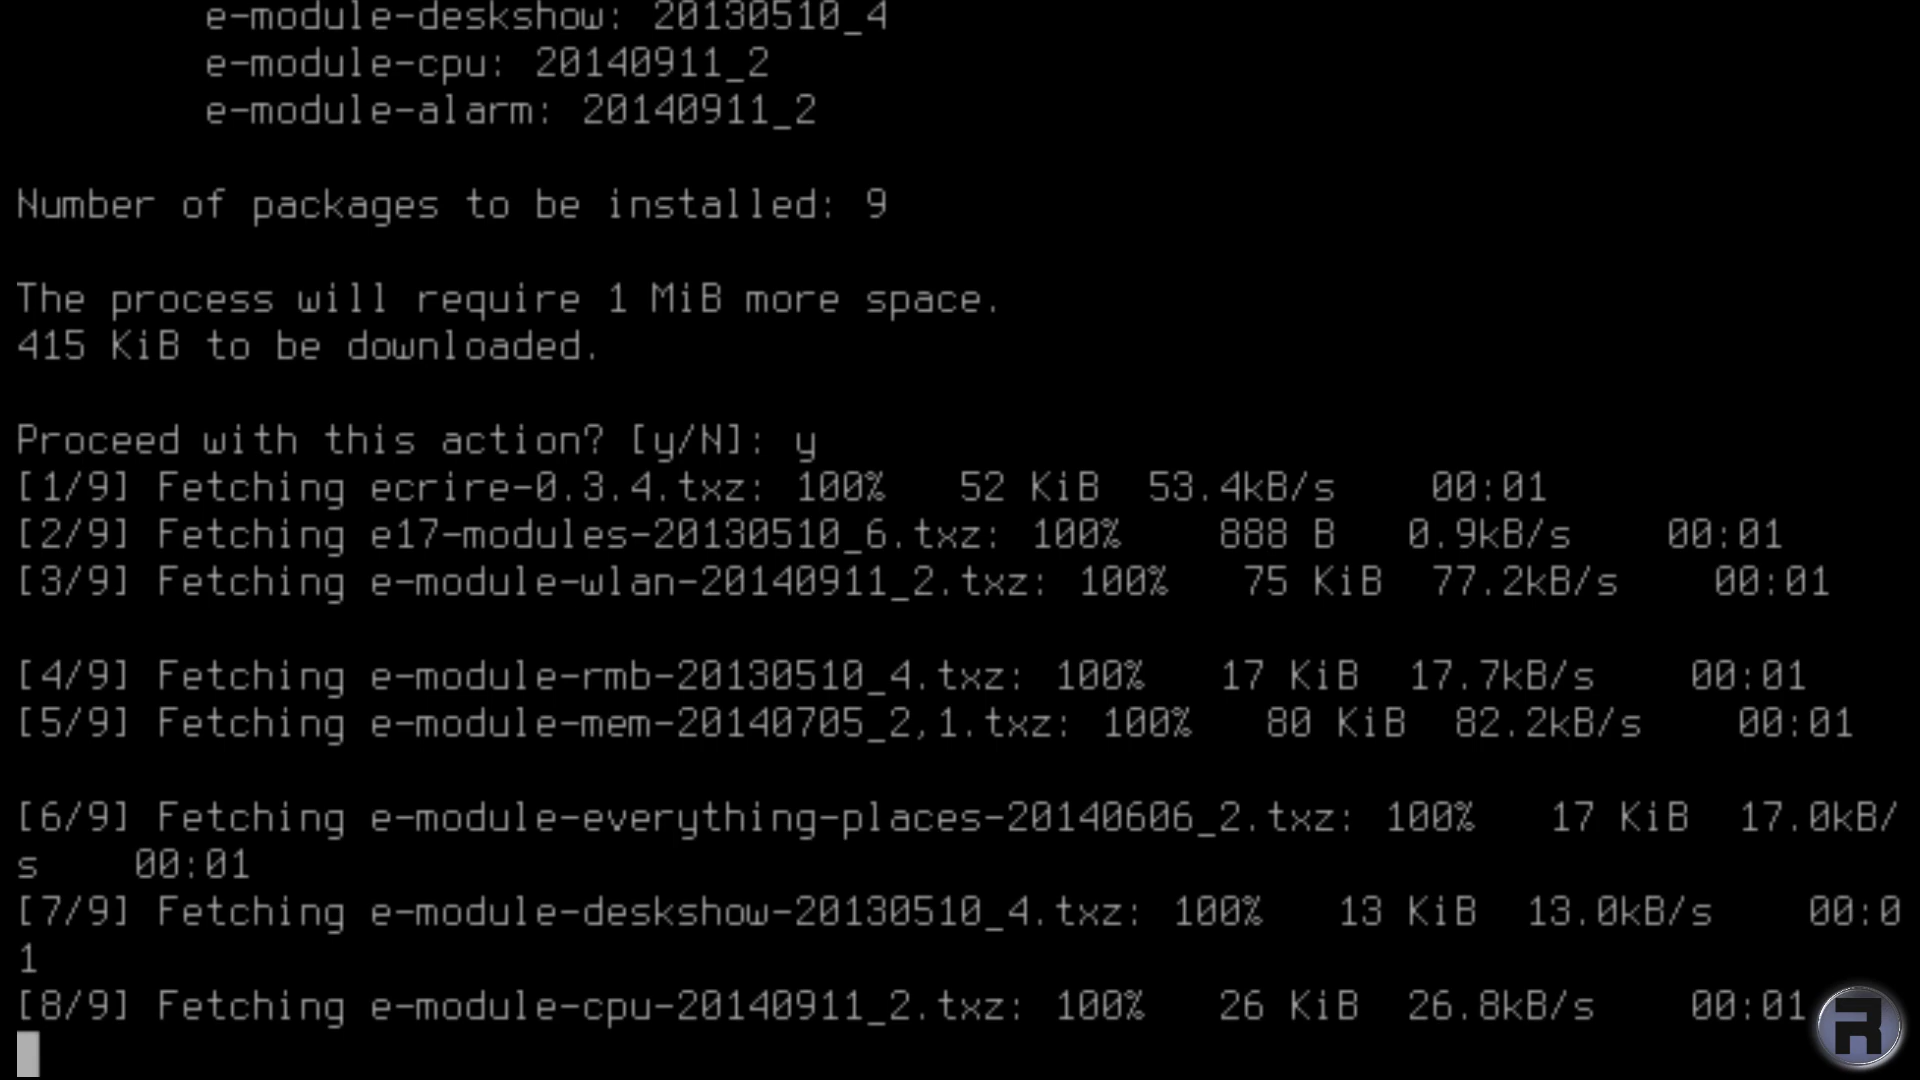 e-module-deskshow: 20130510_4
e-module-cpu: 20140911_2
e-module-alarm: 20140911_2
Number of packages to be installed: 9
The process will require 1 MiB more space.
415 KiB to be downloaded.
Proceed with this action? [y/N]: y
[1/9] Fetching ecrire-0.3.4.txz: 100%   52 KiB  53.4kB/s    00:01
[2/9] Fetching e17-modules-20130510_6.txz: 100%    888 B   0.9kB/s    00:01
[3/9] Fetching e-module-wlan-20140911_2.txz: 100%   75 KiB  77.2kB/s    00:01
[4/9] Fetching e-module-rmb-20130510_4.txz: 100%   17 KiB  17.7kB/s    00:01
[5/9] Fetching e-module-mem-20140705_2,1.txz: 100%   80 KiB  82.2kB/s    00:01
[6/9] Fetching e-module-everything-places-20140606_2.txz: 100%   17 KiB  17.0kB/
s    00:01
[7/9] Fetching e-module-deskshow-20130510_4.txz: 100%   13 KiB  13.0kB/s    00:0
1
[8/9] Fetching e-module-cpu-20140911_2.txz: 100%   26 KiB  26.8kB/s    00:01
R